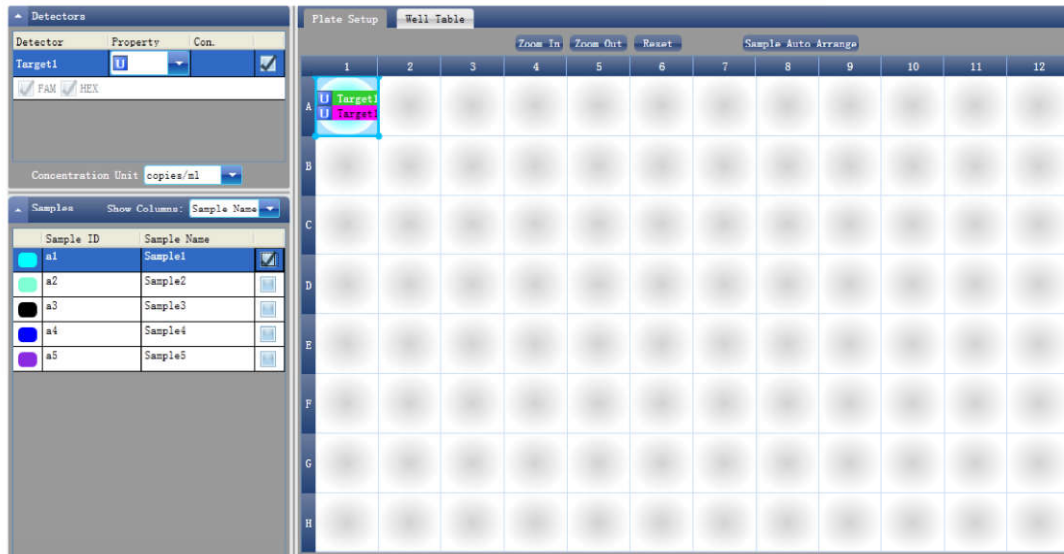 Detectors
Detector Property Con.
Target1 U
FAM HEX
Concentration Unit copies/ml
Samples Show Columns: Sample Name
Sample ID Sample Name
a1 Sample1
a2 Sample2
a3 Sample3
a4 Sample4
a5 Sample5
Plate Setup Well Table
Zoom In Zoom Out Reset Sample Auto Arrange
1 2 3 4 5 6 7 8 9 10 11 12
A U Target1
U Target1
B
C
D
E
F
G
H